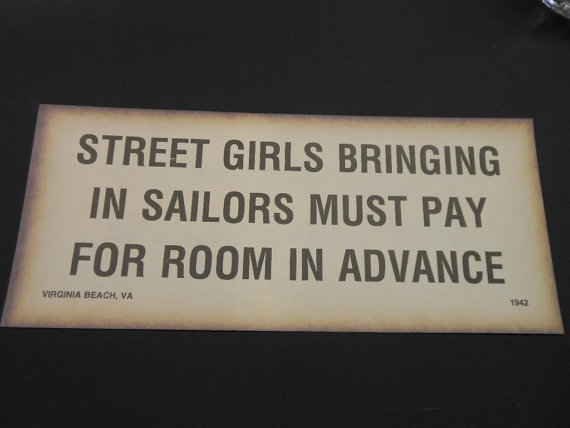 STREET GIRLS BRINGING
IN SAILORS MUST PAY
FOR ROOM IN ADVANCE
VIRGINIA BEACH, VA 1942